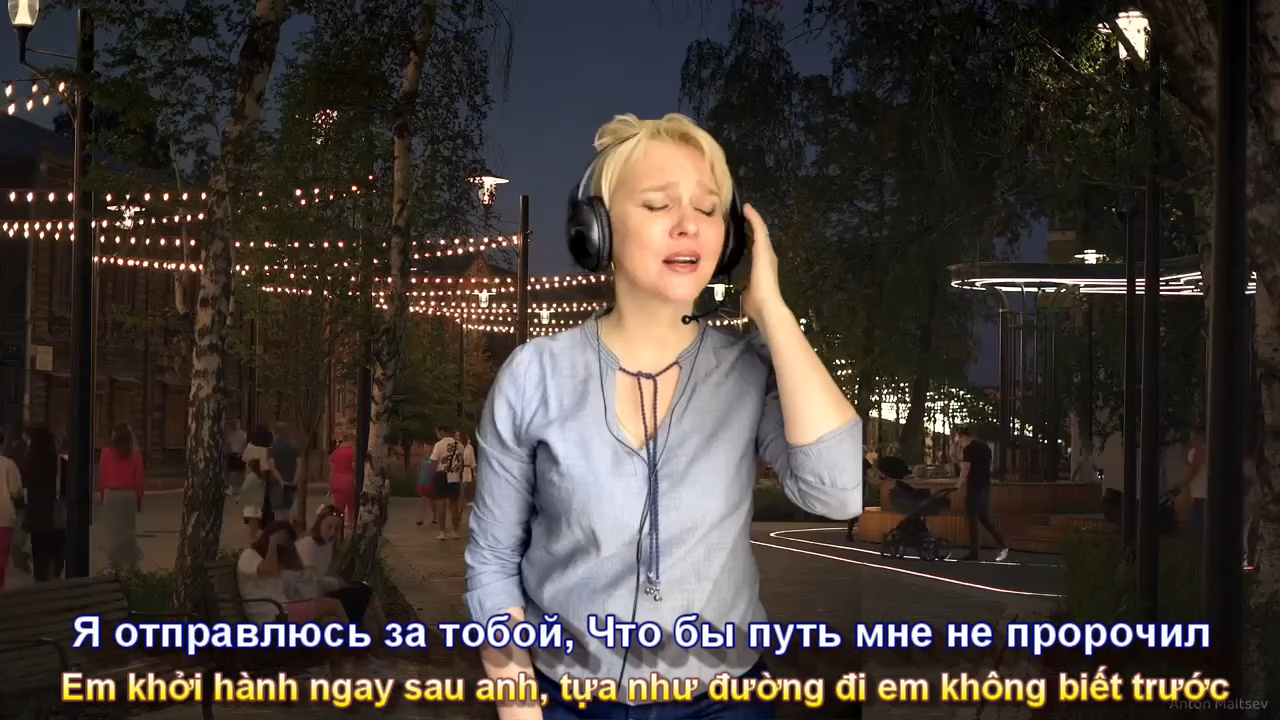 Я отправлюсь за тобой, Что бы путь мне не пророчил
Em khởi hành ngay sau anh, tựa như đường đi em không biết trước
Anton Maltsev